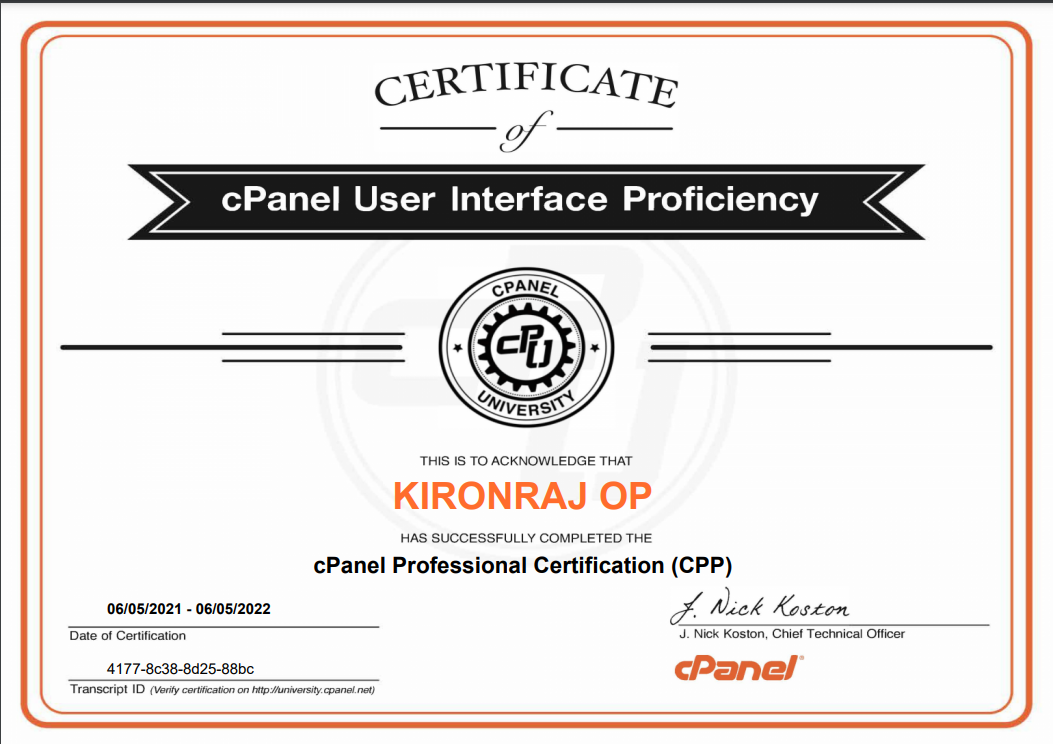 CERTIFICATE
of
cPanel User Interface Proficiency
CPANEL
CPU
UNIVERSITY
THIS IS TO ACKNOWLEDGE THAT
KIRONRAJ OP
HAS SUCCESSFULLY COMPLETED THE
cPanel Professional Certification (CPP)
06/05/2021 - 06/05/2022
Date of Certification
4177-8c38-8d25-88bc
Transcript ID (Verify certification on http://university.cpanel.net)
J. Nick Koston
J. Nick Koston, Chief Technical Officer
cPanel®